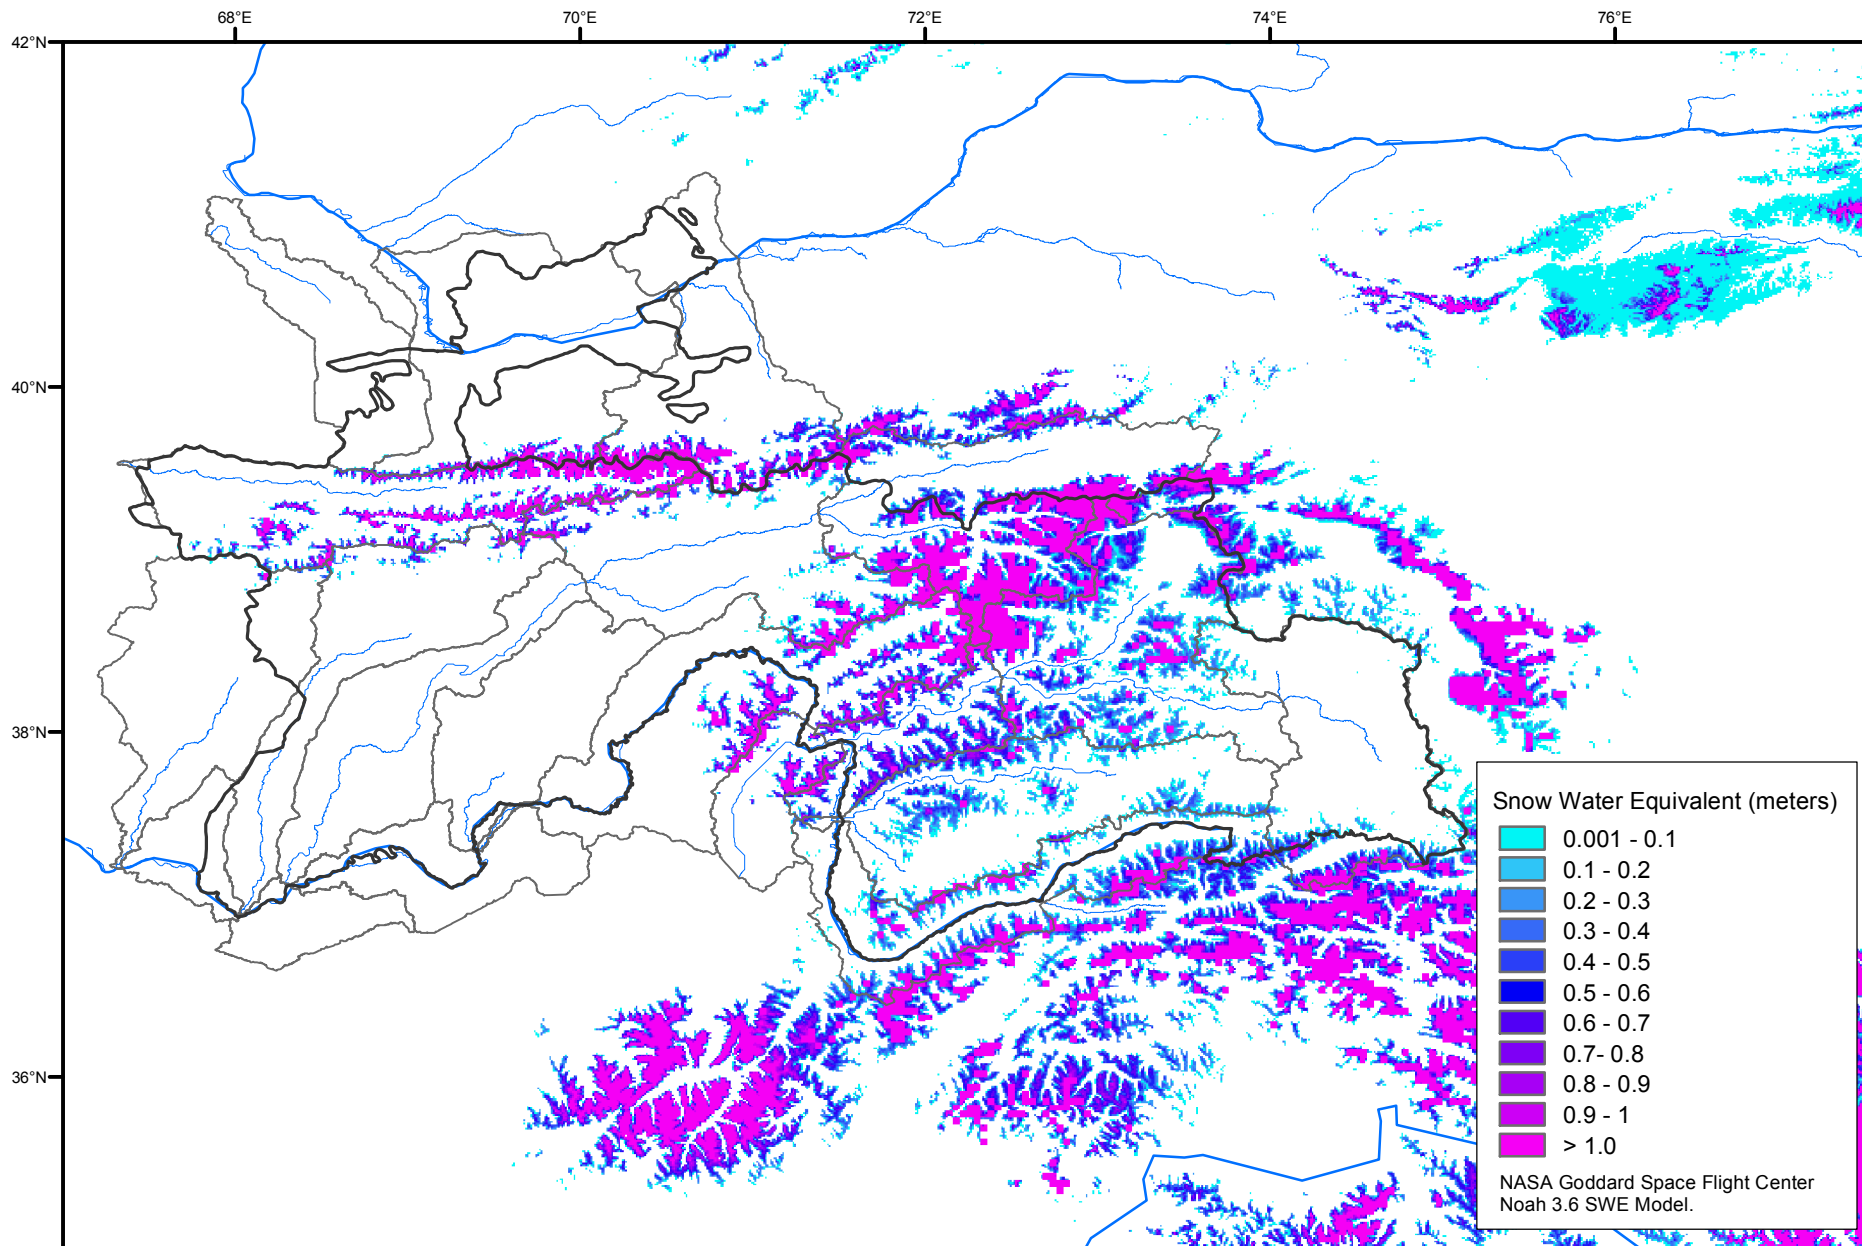 68°E 70°E 72°E 74°E 76°E
42°N
40°N
38°N
36°N
Snow Water Equivalent (meters)
0.001 - 0.1
0.1 - 0.2
0.2 - 0.3
0.3 - 0.4
0.4 - 0.5
0.5 - 0.6
0.6 - 0.7
0.7- 0.8
0.8 - 0.9
0.9 - 1
> 1.0
NASA Goddard Space Flight Center
Noah 3.6 SWE Model.